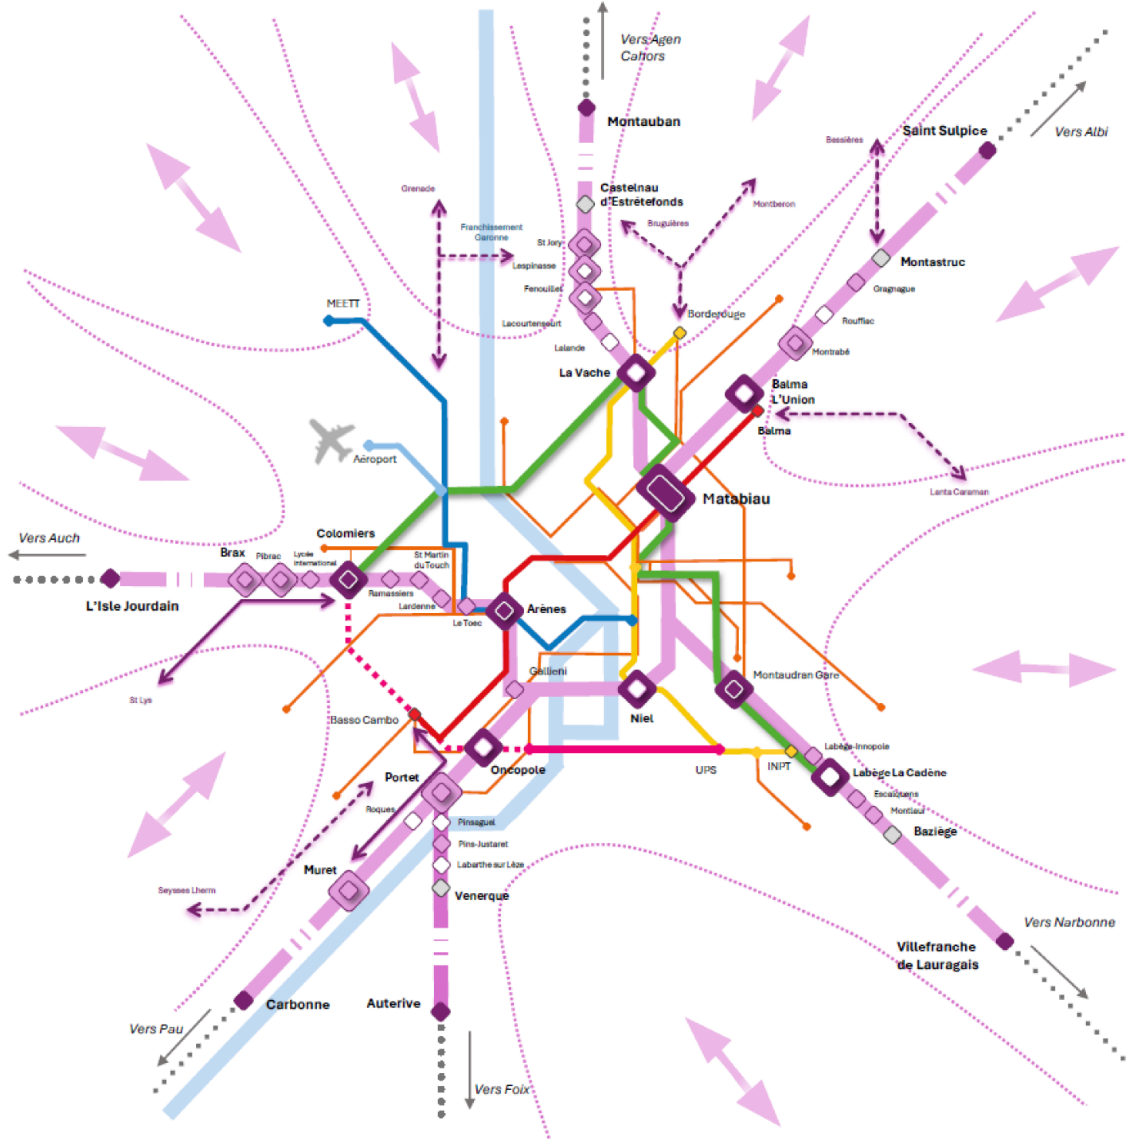 Vers Agen
Cahors
Montauban
Saint Sulpice
Vers Albi
Bessières
Castelnau
d'Estrétefonds
Grenade
Montberon
Bruguières
Franchissement
Garonne
St Jory
Lespinasse
Montastruc
Fenouillet
Gragnague
MEETT
Borderouge
Lacourtensourt
Rouffiac
Lalande
Montrabé
La Vache
Balma
L'Union
Balma
Aéroport
Lanta Caraman
Matabiau
Vers Auch
Colomiers
Brax
Pibrac
Lycée
International
St Martin
du Touch
L'Isle Jourdain
Ramassiers
Lardenne
Le Toec
Arènes
Gallieni
Montaudran Gare
St Lys
Basso Cambo
Niel
Labège-Innopole
Oncopole
UPS
INPT
Labège La Cadène
Portet
Escalquens
Roques
Montlaur
Pinsaguel
Baziège
Pins-Justaret
Labarthe sur Lèze
Muret
Seysses Lherm
Venerque
Vers Narbonne
Villefranche
de Lauragais
Carbonne
Auterive
Vers Pau
Vers Foix